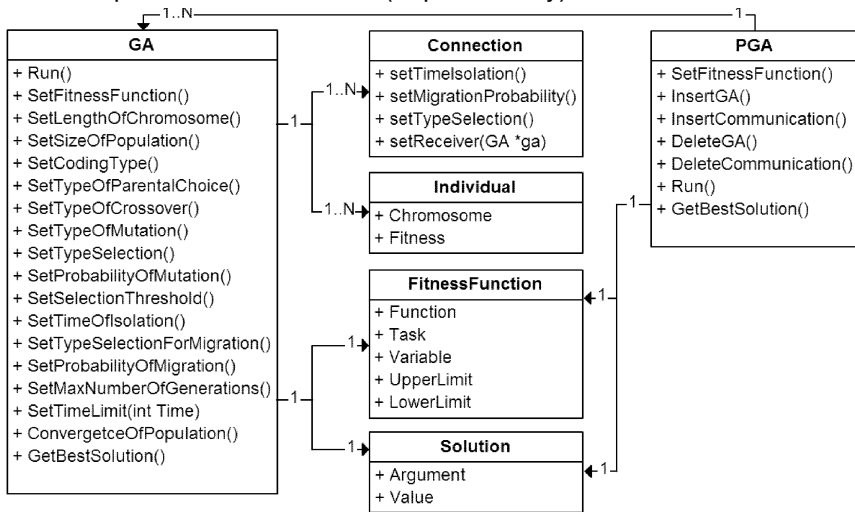 1..N
1
GA
+ Run()
+ SetFitnessFunction()
+ SetLengthOfChromosome()
+ SetSizeOfPopulation()
+ SetCodingType()
+ SetTypeOfParentalChoice()
+ SetTypeOfCrossover()
+ SetTypeOfMutation()
+ SetTypeSelection()
+ SetProbabilityOfMutation()
+ SetSelectionThreshold()
+ SetTimeOfIsolation()
+ SetTypeSelectionForMigration()
+ SetProbabilityOfMigration()
+ SetMaxNumberOfGenerations()
+ SetTimeLimit(int Time)
+ ConvergetceOfPopulation()
+ GetBestSolution()
1
1..N
1..N
1
1
1
Connection
+ setTimeIsolation()
+ setMigrationProbability()
+ setTypeSelection()
+ setReceiver(GA *ga)
Individual
+ Chromosome
+ Fitness
FitnessFunction
+ Function
+ Task
+ Variable
+ UpperLimit
+ LowerLimit
Solution
+ Argument
+ Value
1
1
1
PGA
+ SetFitnessFunction()
+ InsertGA()
+ InsertCommunication()
+ DeleteGA()
+ DeleteCommunication()
+ Run()
+ GetBestSolution()